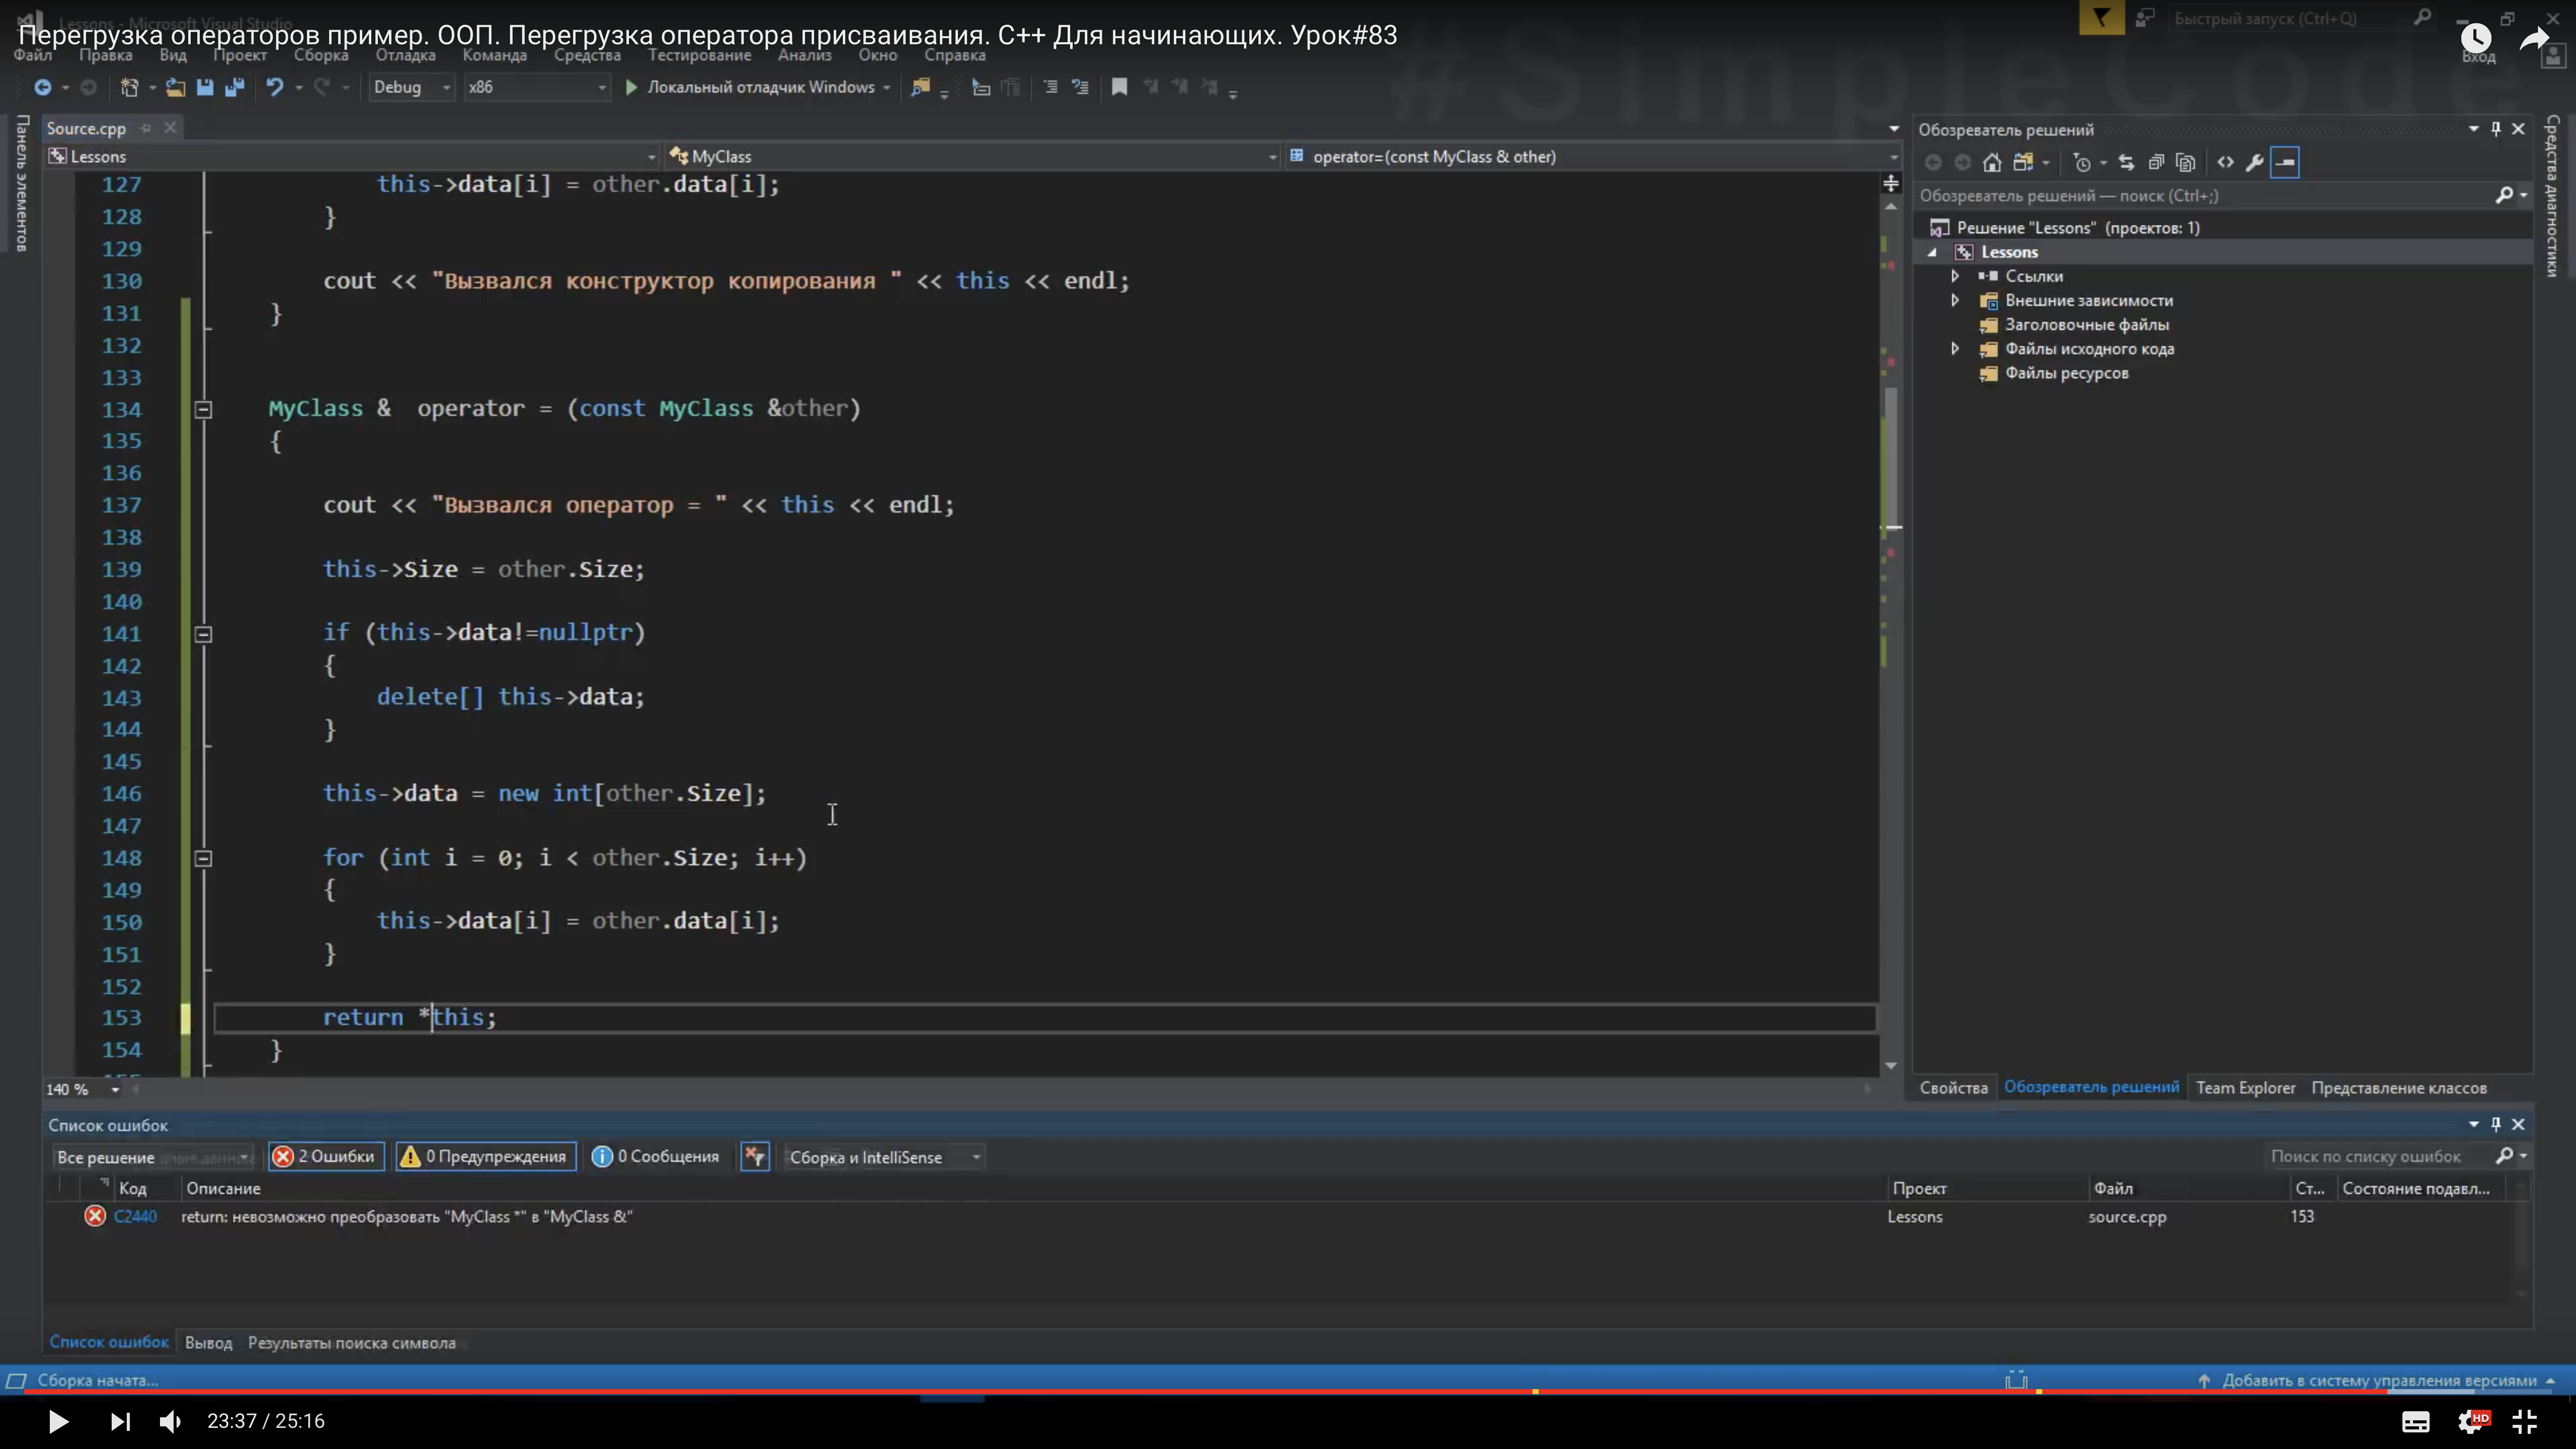 Lessons - Microsoft Visual Studio
Быстрый запуск (Ctrl+Q)
Перегрузка операторов пример. ООП. Перегрузка оператора присваивания. C++ Для начинающих. Урок#83
#SimpleCode
Файл Правка Вид Проект Сборка Отладка Команда Средства Тестирование Анализ Окно Справка Вход
Debug x86 Локальный отладчик Windows
Панель элементов
Source.cpp
Lessons MyClass operator=(const MyClass & other)
127 this->data[i] = other.data[i];
128 }
129
130 cout << "Вызвался конструктор копирования " << this << endl;
131 }
132
133
134 MyClass & operator = (const MyClass &other)
135 {
136
137 cout << "Вызвался оператор = " << this << endl;
138
139 this->Size = other.Size;
140
141 if (this->data!=nullptr)
142 {
143 delete[] this->data;
144 }
145
146 this->data = new int[other.Size];
147
148 for (int i = 0; i < other.Size; i++)
149 {
150 this->data[i] = other.data[i];
151 }
152
153 return *this;
154 }
140 %
Обозреватель решений
Обозреватель решений — поиск (Ctrl+;)
Решение "Lessons" (проектов: 1)
Lessons
Ссылки
Внешние зависимости
Заголовочные файлы
Файлы исходного кода
Файлы ресурсов
Свойства Обозреватель решений Team Explorer Представление классов
Средства диагностики
Список ошибок
Все решение 2 Ошибки 0 Предупреждения 0 Сообщения Сборка и IntelliSense Поиск по списку ошибок
Код Описание Проект Файл Ст... Состояние подавл...
C2440 return: невозможно преобразовать "MyClass *" в "MyClass &" Lessons source.cpp 153
Список ошибок Вывод Результаты поиска символа
Сборка начата... Добавить в систему управления версиями
23:37 / 25:16 HD